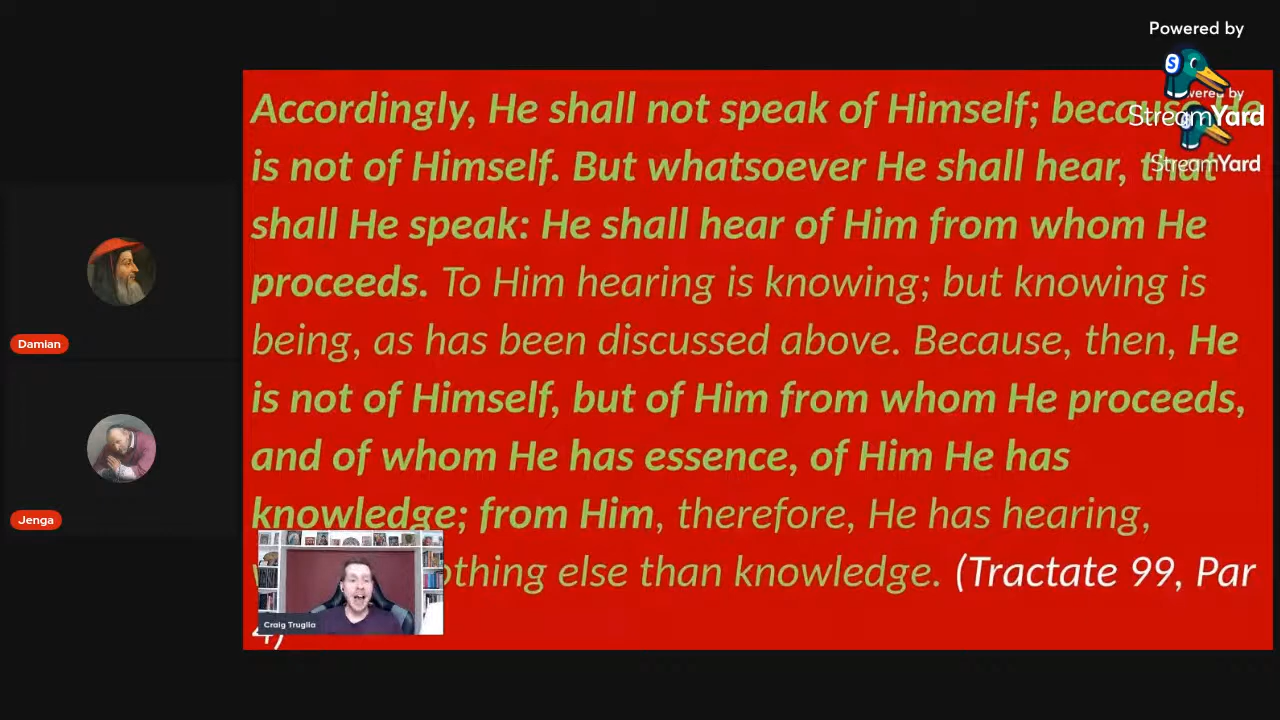 Powered by
StreamYard
StreamYard
Accordingly, He shall not speak of Himself; because He
is not of Himself. But whatsoever He shall hear, that
shall He speak: He shall hear of Him from whom He
proceeds. To Him hearing is knowing; but knowing is
being, as has been discussed above. Because, then, He
is not of Himself, but of Him from whom He proceeds,
and of whom He has essence, of Him He has
knowledge; from Him, therefore, He has hearing,
nothing else than knowledge. (Tractate 99, Par
4)
Damian
Jenga
Craig Truglia